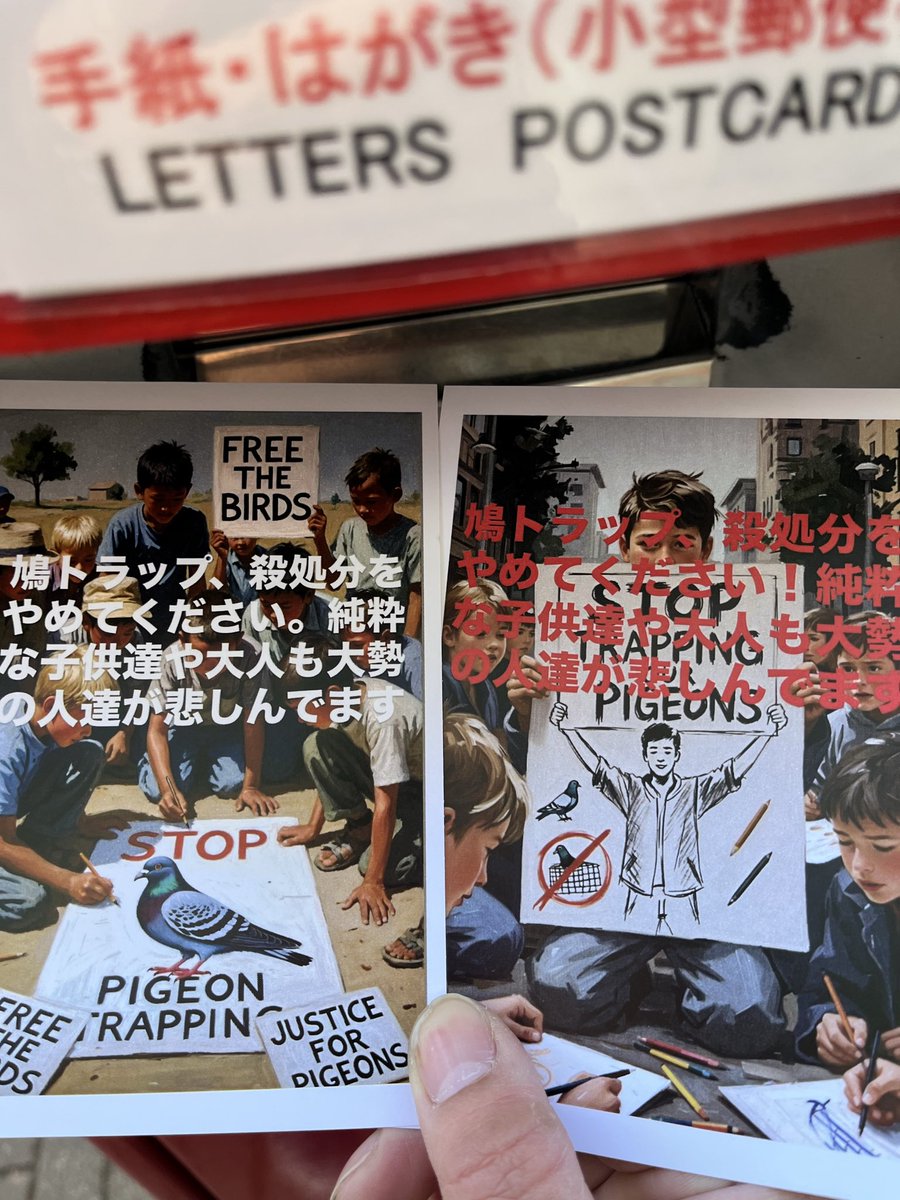 手紙・はがき(小型郵便
LETTERS POSTCARD
FREE
THE
BIRDS
鳩トラップ、殺処分を
やめてください。純粋
な子供達や大人も大勢
の人達が悲しんでます
STOP
PIGEON
TRAPPING
FREE
THE
JUSTICE
FOR
PIGEONS
鳩トラップ、殺処分を
やめてください！純粋
な子供達や大人も大勢
の人達が悲しんでます
STOP
TRAPPING
PIGEONS